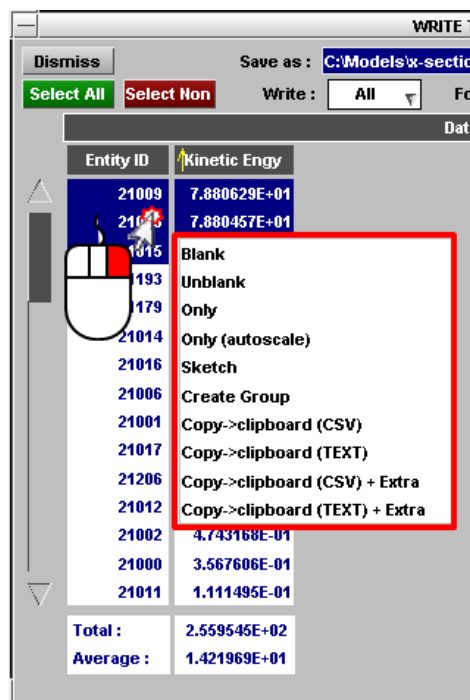 WRITE
Dismiss
Save as :
C:\Models\x-sectio
Select All
Select Non
Write :
All
Fo
Dat
Entity ID
Kinetic Engy
21009
7.880629E+01
7.880457E+01
Blank
Unblank
Only
21014
Only (autoscale)
21016
Sketch
21006
Create Group
21001
Copy->clipboard (CSV)
21017
Copy->clipboard (TEXT)
21206
Copy->clipboard (CSV) + Extra
21012
Copy->clipboard (TEXT) + Extra
21002
4.743168E-01
21000
3.567606E-01
21011
1.111495E-01
Total :
2.559545E+02
Average :
1.421969E+01